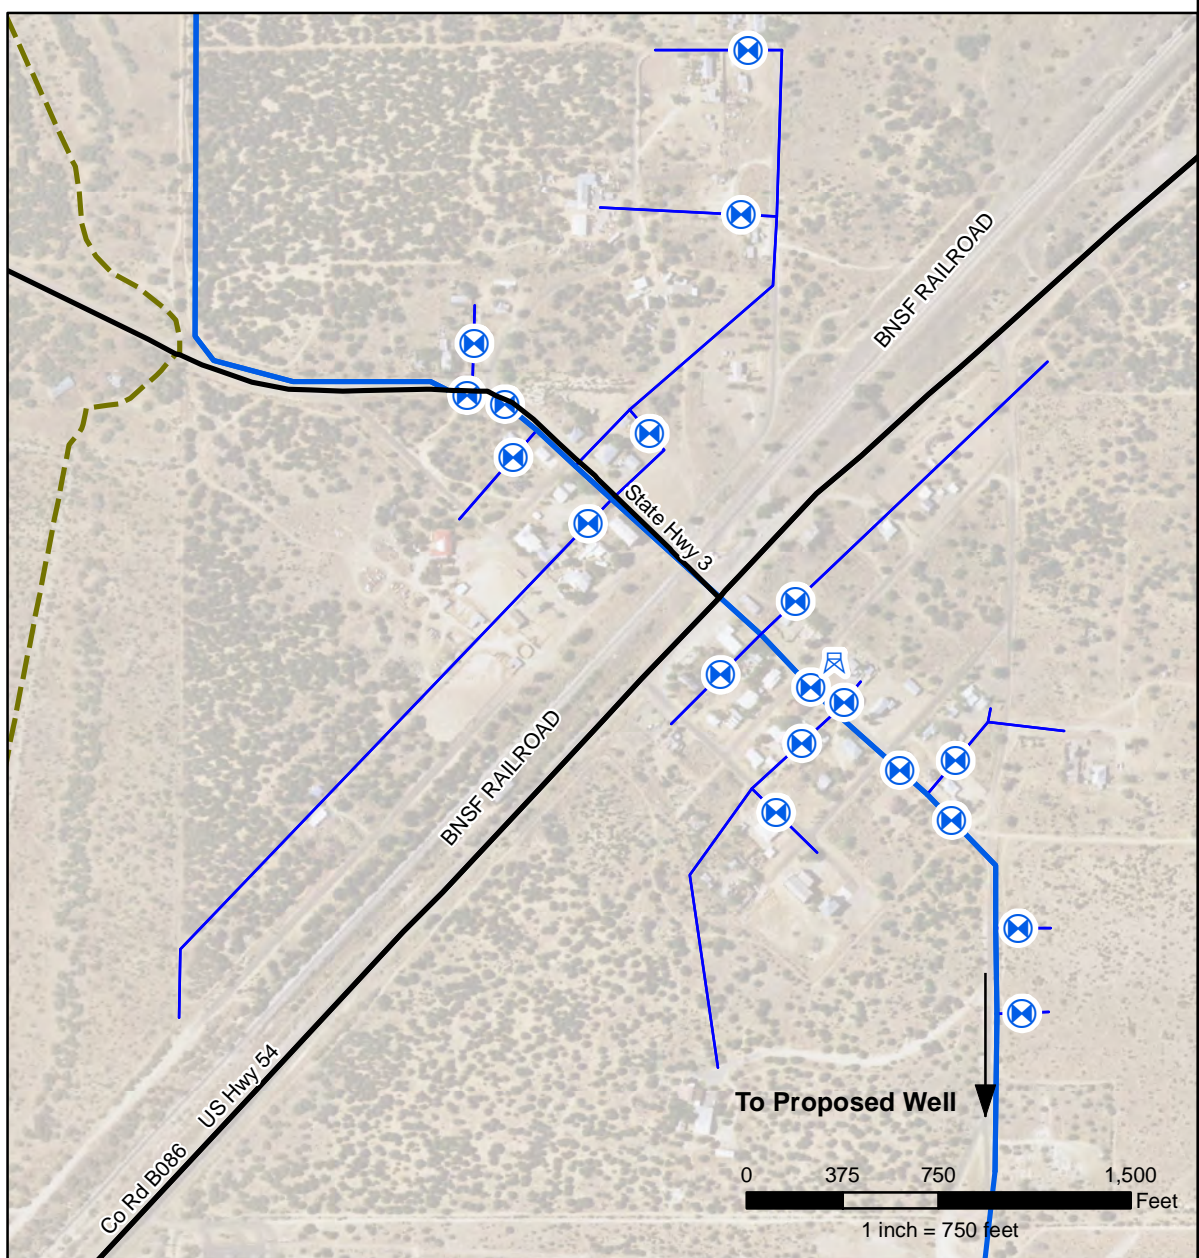 BNSF RAILROAD
State Hwy 3
BNSF RAILROAD
US Hwy 54
Co Rd B086
To Proposed Well
0 375 750 1,500
Feet
1 inch = 750 feet